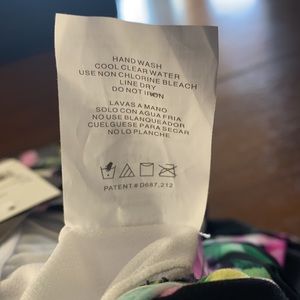 HAND WASH
COOL CLEAR WATER
USE NON CHLORINE BLEACH
LINE DRY
DO NOT IRON
LAVAS A MANO
SOLO CON AGUA FRIA
NO USE BLANQUEADOR
CUELGUESE PARA SECAR
NO LO PLANCHE
PATENT.# D687,212